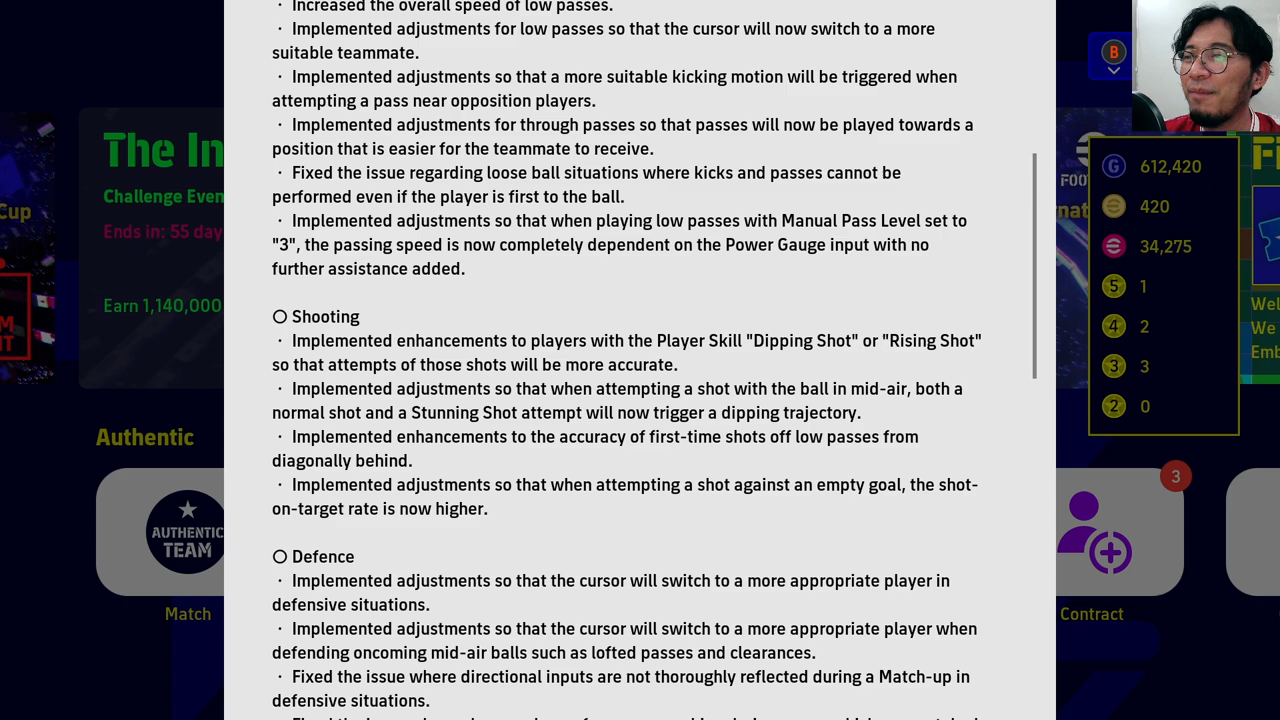 · Increased the overall speed of low passes.
· Implemented adjustments for low passes so that the cursor will now switch to a more
suitable teammate.
· Implemented adjustments so that a more suitable kicking motion will be triggered when
attempting a pass near opposition players.
· Implemented adjustments for through passes so that passes will now be played towards a
position that is easier for the teammate to receive.
· Fixed the issue regarding loose ball situations where kicks and passes cannot be
performed even if the player is first to the ball.
· Implemented adjustments so that when playing low passes with Manual Pass Level set to
"3", the passing speed is now completely dependent on the Power Gauge input with no
further assistance added.
○ Shooting
· Implemented enhancements to players with the Player Skill "Dipping Shot" or "Rising Shot"
so that attempts of those shots will be more accurate.
· Implemented adjustments so that when attempting a shot with the ball in mid-air, both a
normal shot and a Stunning Shot attempt will now trigger a dipping trajectory.
· Implemented enhancements to the accuracy of first-time shots off low passes from
diagonally behind.
· Implemented adjustments so that when attempting a shot against an empty goal, the shot-
on-target rate is now higher.
○ Defence
· Implemented adjustments so that the cursor will switch to a more appropriate player in
defensive situations.
· Implemented adjustments so that the cursor will switch to a more appropriate player when
defending oncoming mid-air balls such as lofted passes and clearances.
· Fixed the issue where directional inputs are not thoroughly reflected during a Match-up in
defensive situations.
Cup
The In
Challenge Even
Ends in: 55 day
Earn 1,140,000
Authentic
AUTHENTIC
TEAM
Match
B
G 612,420
420
34,275
5 1
4 2
3 3
2 0
FOO
nat
Fi
Wel
We
Emb
3
Contract